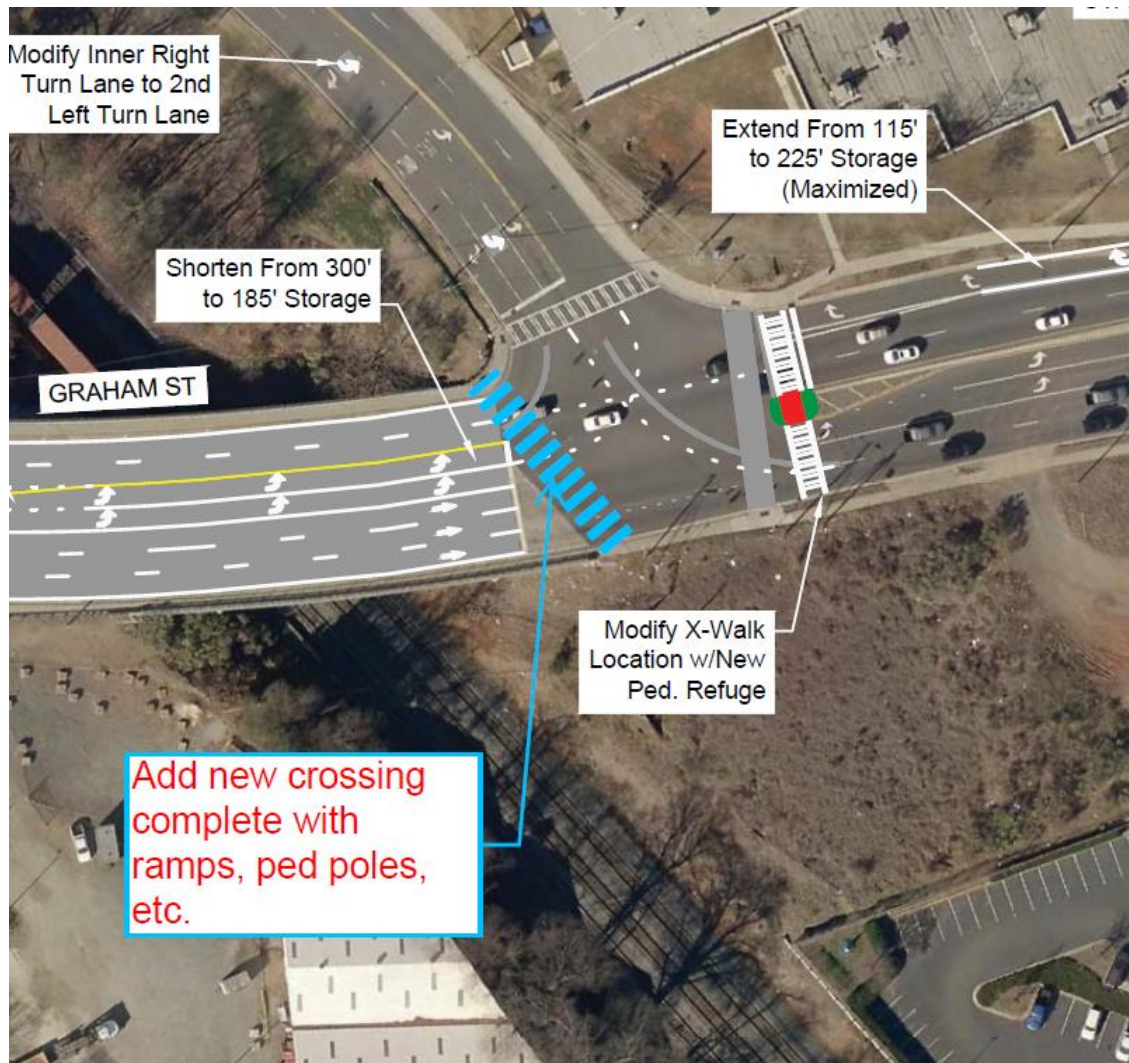 Modify Inner Right
Turn Lane to 2nd
Left Turn Lane
Extend From 115'
to 225' Storage
(Maximized)
Shorten From 300'
to 185' Storage
GRAHAM ST
Modify X-Walk
Location w/New
Ped. Refuge
Add new crossing
complete with
ramps, ped poles,
etc.